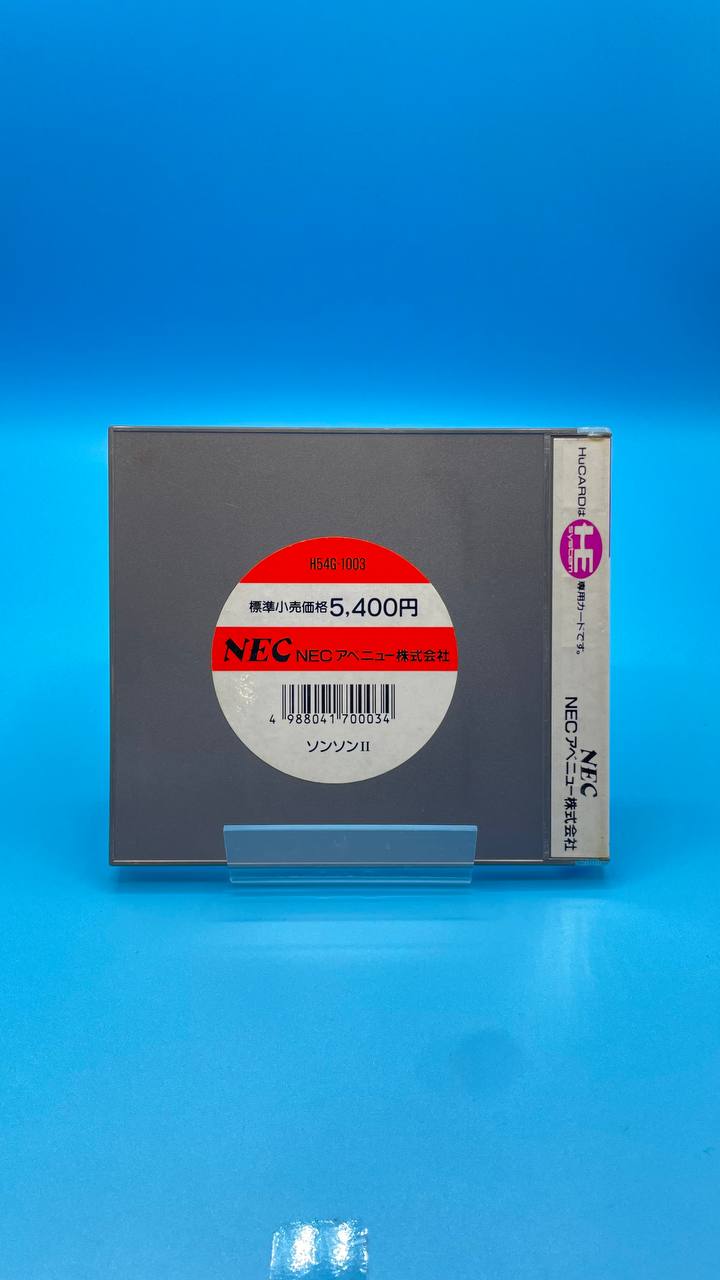 H54G-1003
標準小売価格5,400円
NEC NECアベニュー株式会社
4 988041 700034
ソンソンII
HuCARDは HE system 専用カードです。
NEC
NECアベニュー株式会社